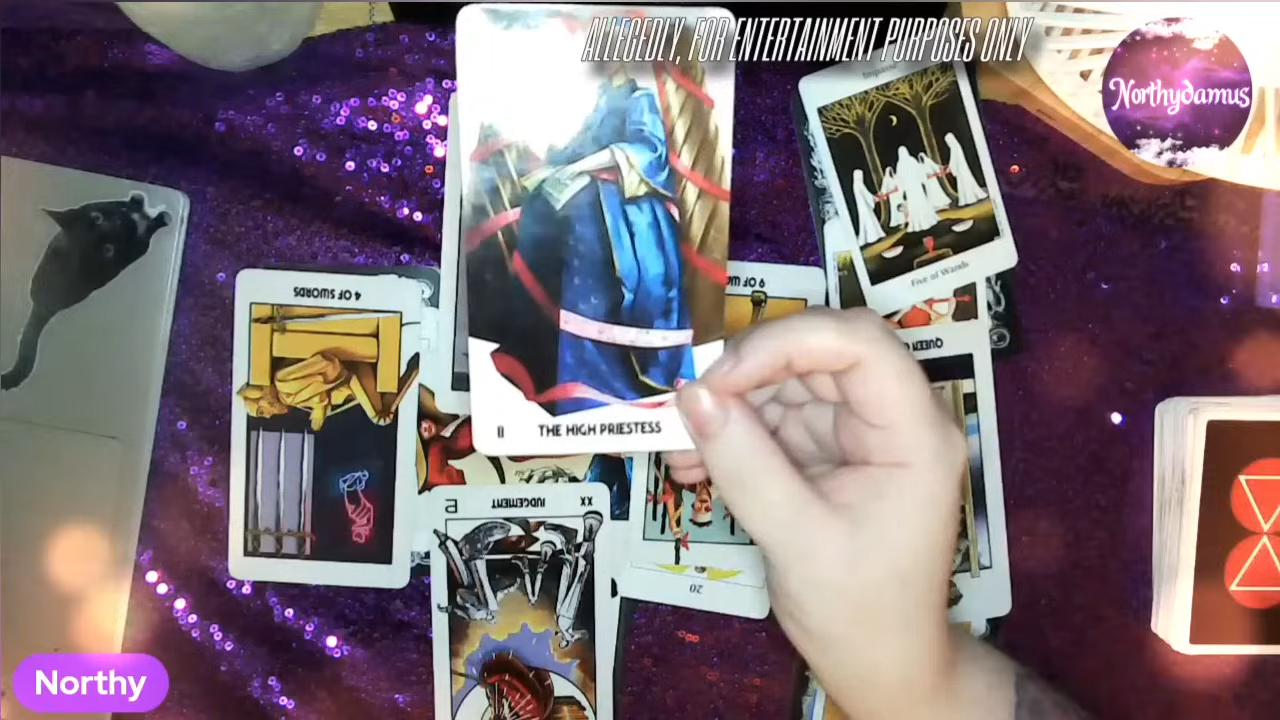 ALLEGEDLY, FOR ENTERTAINMENT PURPOSES ONLY
Northydamus
Five of Wands
4 OF SWORDS
QUEEN
II THE HIGH PRIESTESS
XX JUDGEMENT
20
Northy